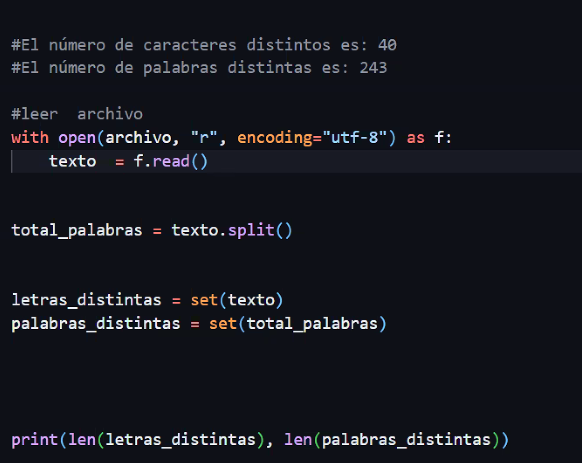 #El número de caracteres distintos es: 40
#El número de palabras distintas es: 243
#leer  archivo
with open(archivo, "r", encoding="utf-8") as f:
    texto  = f.read()
total_palabras = texto.split()
letras_distintas = set(texto)
palabras_distintas = set(total_palabras)
print(len(letras_distintas), len(palabras_distintas))